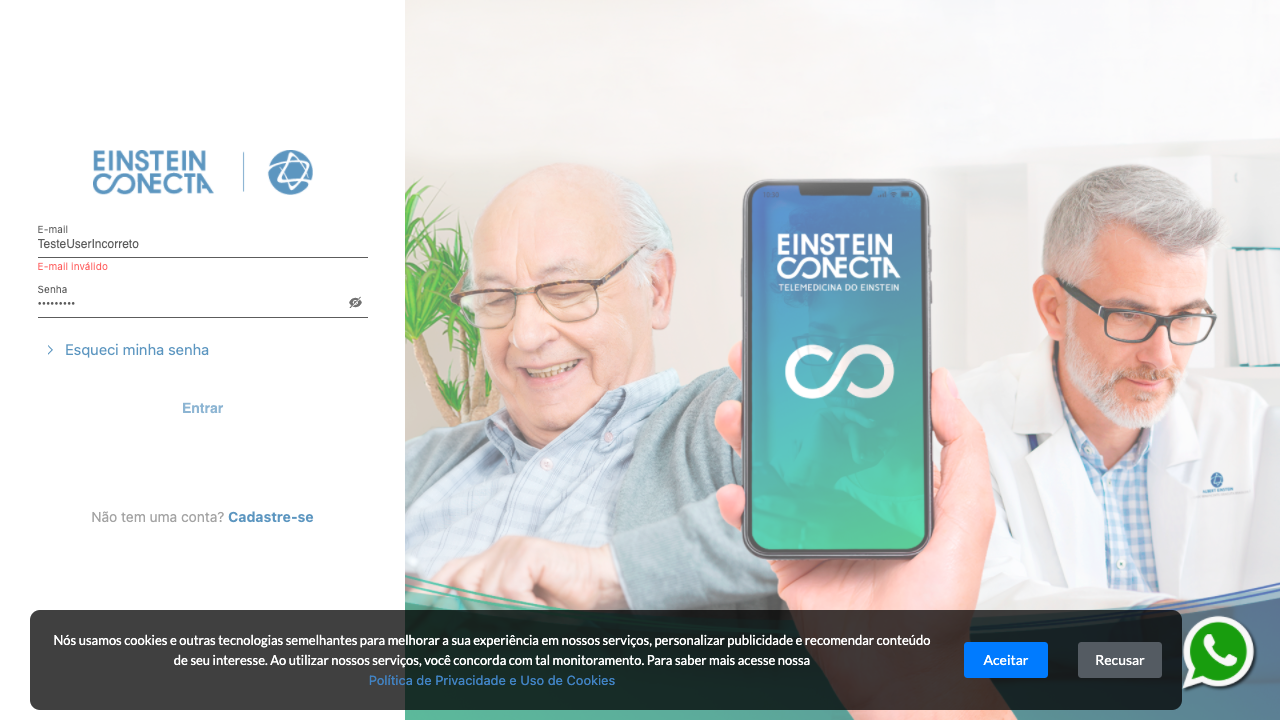 EINSTEIN
CONECTA
E-mail
TesteUserIncorreto
E-mail inválido
Senha
•••••••••
Esqueci minha senha
Entrar
Não tem uma conta? Cadastre-se
EINSTEIN
CONECTA
TELEMEDICINA DO EINSTEIN
Nós usamos cookies e outras tecnologias semelhantes para melhorar a sua experiência em nossos serviços, personalizar publicidade e recomendar conteúdo
de seu interesse. Ao utilizar nossos serviços, você concorda com tal monitoramento. Para saber mais acesse nossa
Política de Privacidade e Uso de Cookies
Aceitar
Recusar